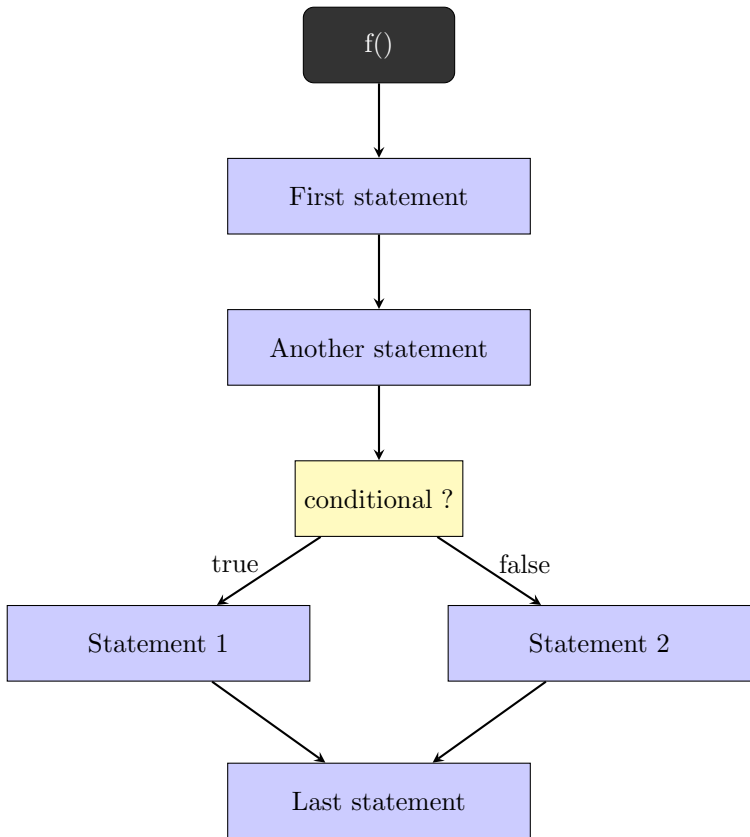 f()
First statement
Another statement
conditional ?
true
false
Statement 1
Statement 2
Last statement